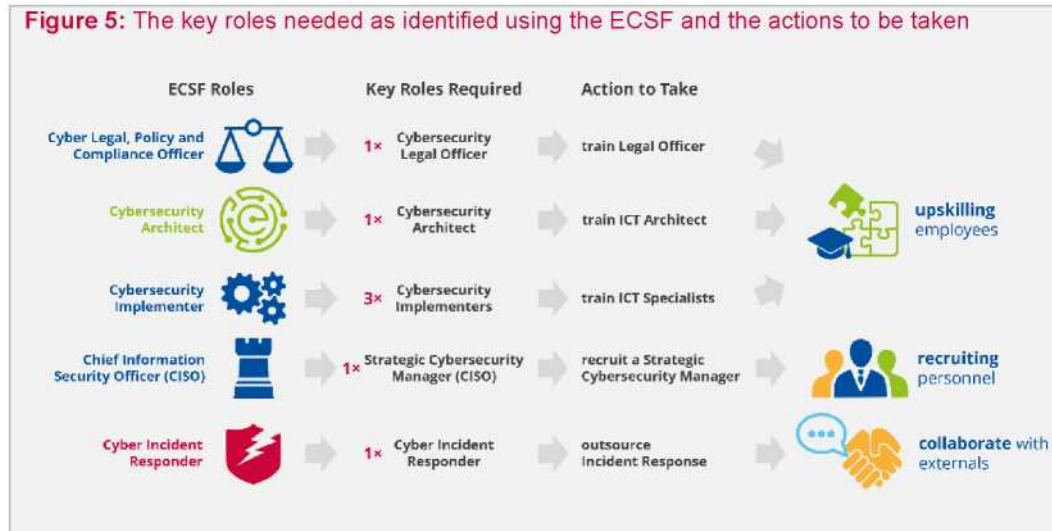 Figure 5: The key roles needed as identified using the ECSF and the actions to be taken
ECSF Roles
Key Roles Required
Action to Take
Cyber Legal, Policy and
Compliance Officer
1× Cybersecurity
Legal Officer
train Legal Officer
Cybersecurity
Architect
1× Cybersecurity
Architect
train ICT Architect
upskilling
employees
Cybersecurity
Implementer
3× Cybersecurity
Implementers
train ICT Specialists
Chief Information
Security Officer (CISO)
1× Strategic Cybersecurity
Manager (CISO)
recruit a Strategic
Cybersecurity Manager
recruiting
personnel
Cyber Incident
Responder
1× Cyber Incident
Responder
outsource
Incident Response
collaborate with
externals